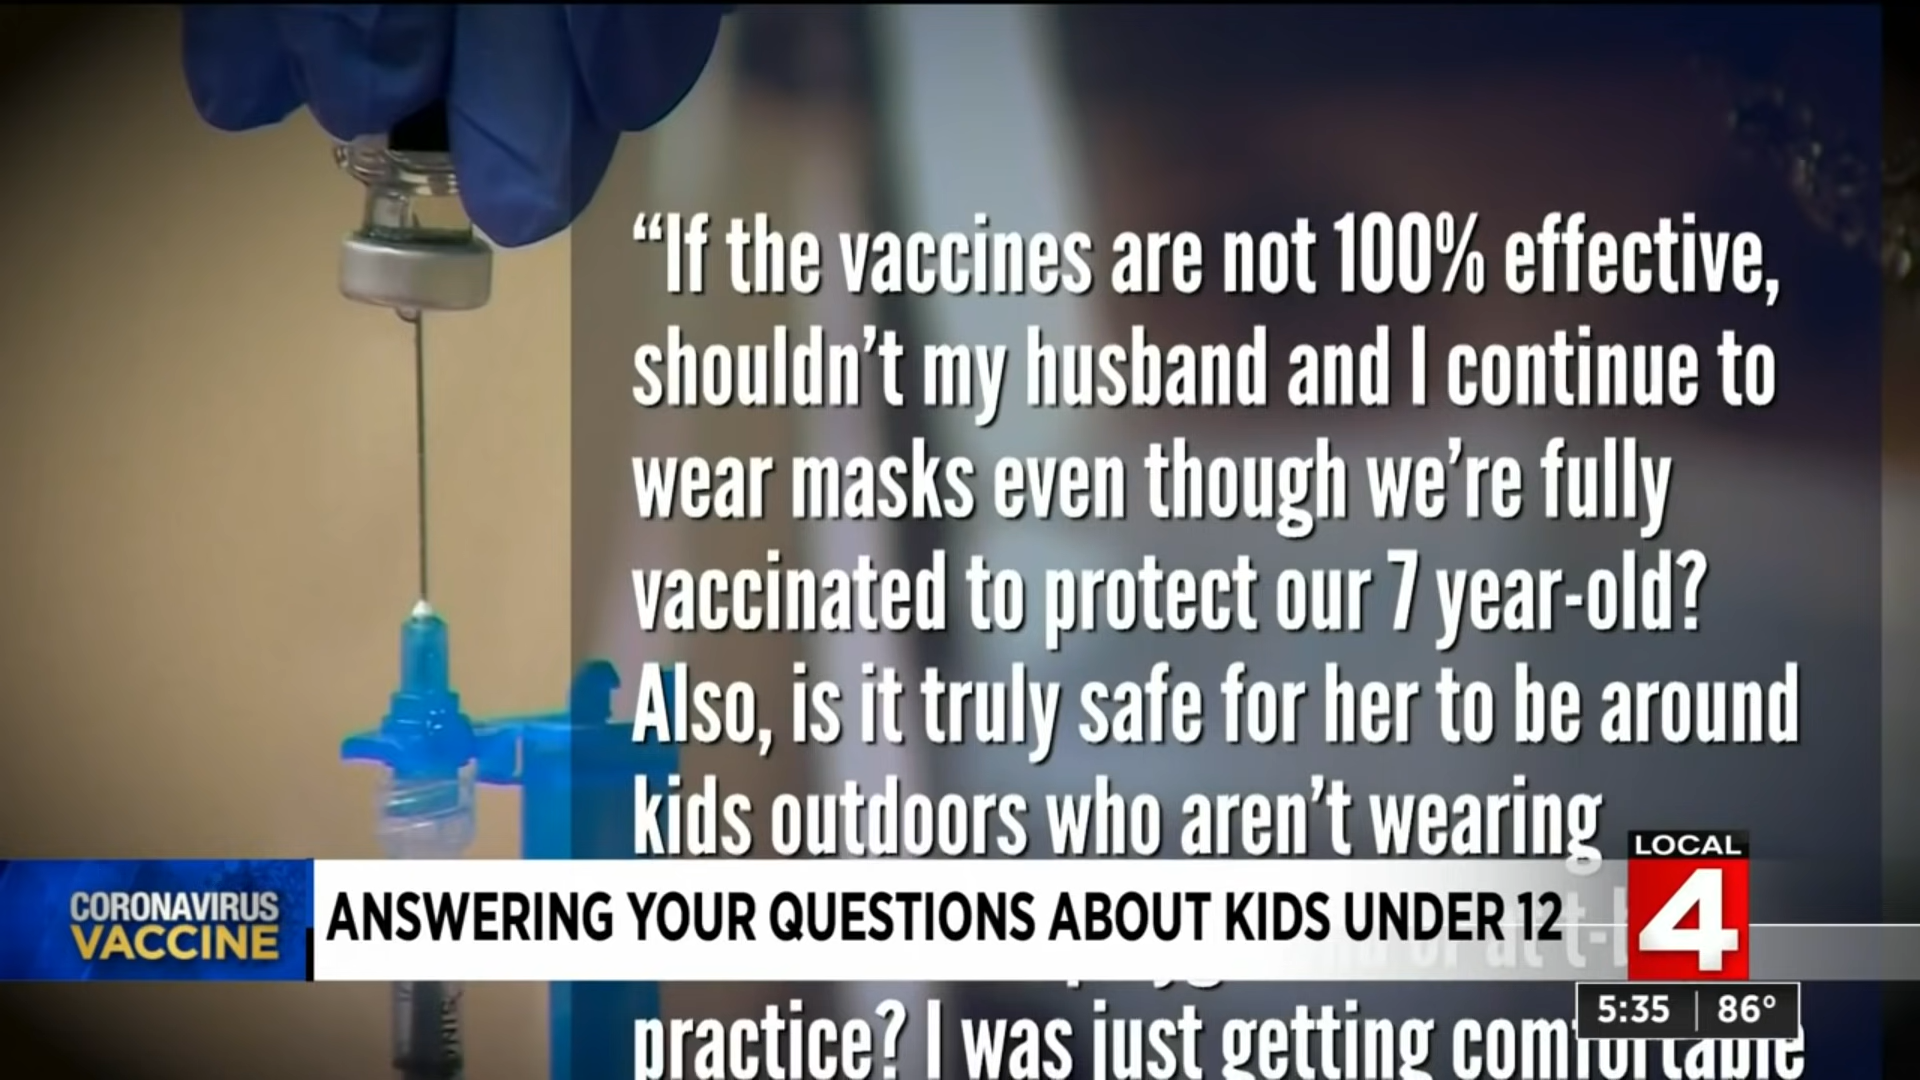 “If the vaccines are not 100% effective,
shouldn’t my husband and I continue to
wear masks even though we’re fully
vaccinated to protect our 7 year-old?
Also, is it truly safe for her to be around
kids outdoors who aren’t wearing
practice? I was just getting comfortable
CORONAVIRUS
VACCINE
ANSWERING YOUR QUESTIONS ABOUT KIDS UNDER 12
LOCAL
4
5:35
86°